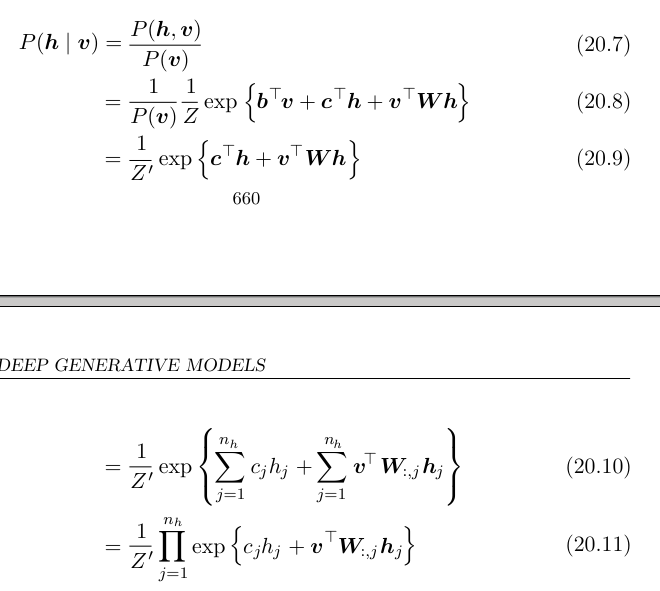 P(h | v) = P(h, v) / P(v) (20.7)
= 1/P(v) 1/Z exp {b⊤v + c⊤h + v⊤Wh} (20.8)
= 1/Z′ exp {c⊤h + v⊤Wh} (20.9)
660
DEEP GENERATIVE MODELS
= 1/Z′ exp {∑_{j=1}^{n_h} c_j h_j + ∑_{j=1}^{n_h} v⊤W_{:,j}h_j} (20.10)
= 1/Z′ ∏_{j=1}^{n_h} exp {c_j h_j + v⊤W_{:,j}h_j} (20.11)